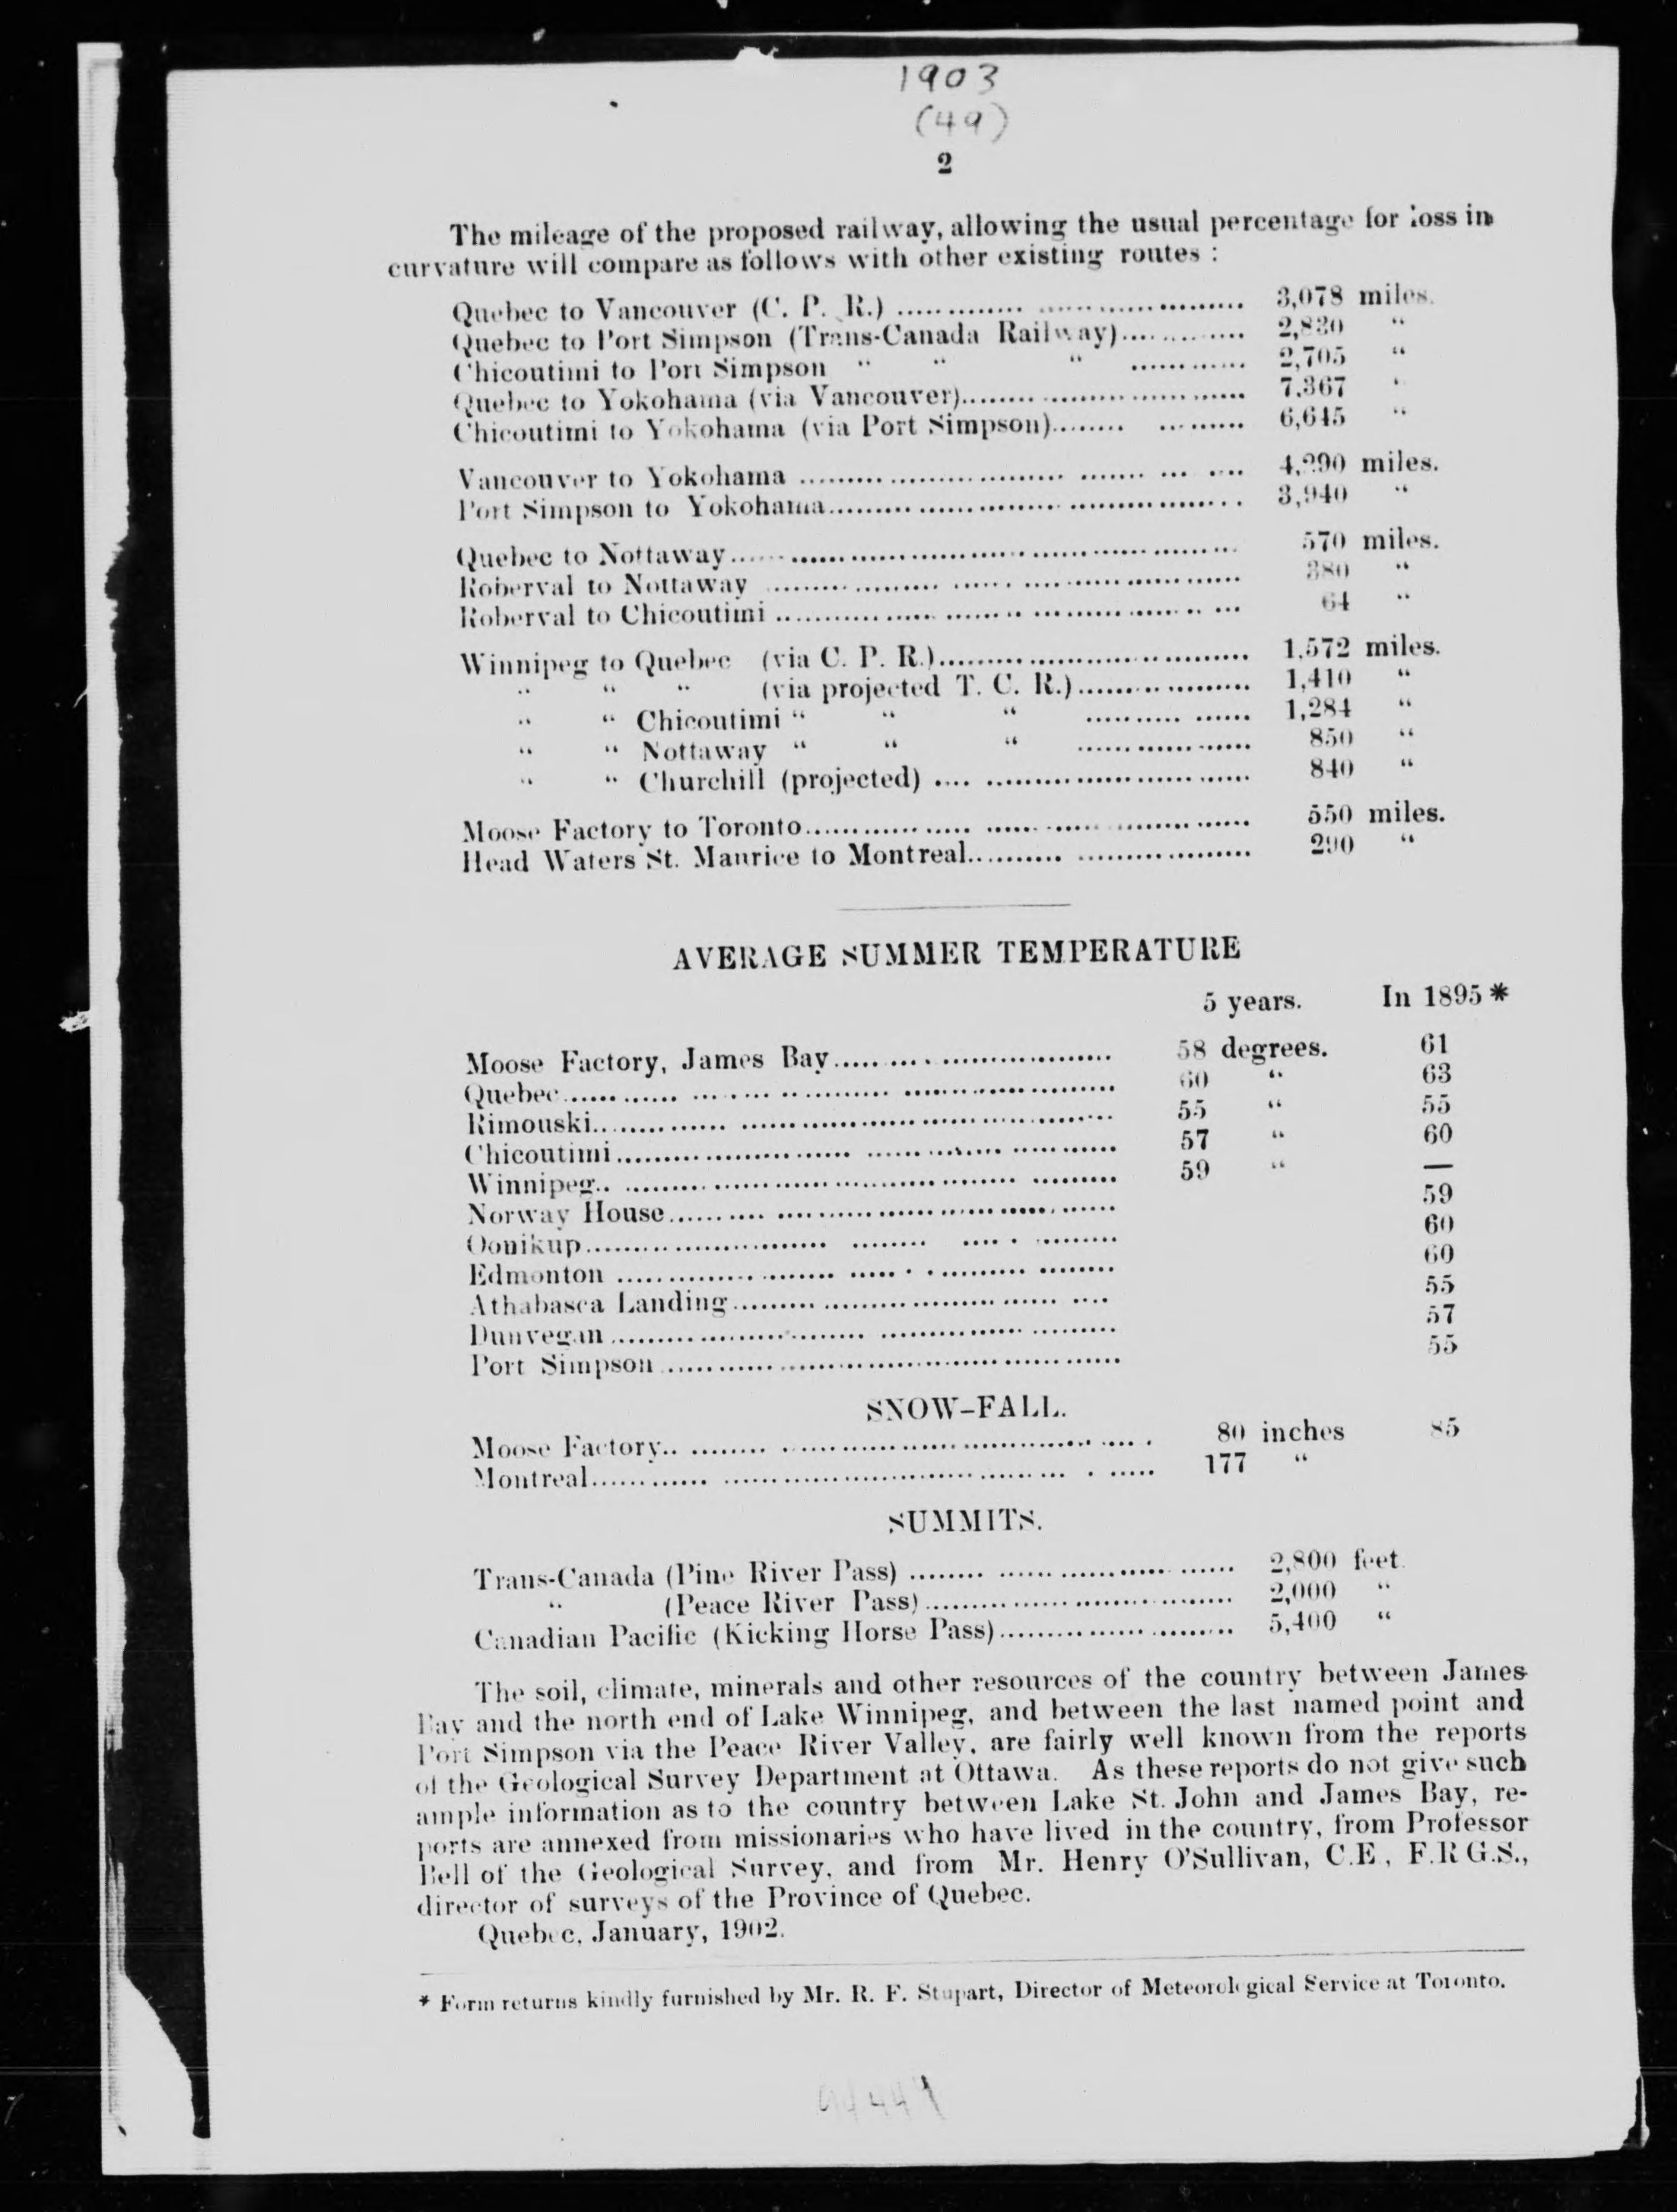 1903
(49)
2
The mileage of the proposed railway, allowing the usual percentage for loss in
curvature will compare as follows with other existing routes :
Quebec to Vancouver (C. P. R.) .......... 3,078 miles.
Quebec to Port Simpson (Trans-Canada Railway).......... 2,830 "
Chicoutimi to Port Simpson " " " .......... 2,705 "
Quebec to Yokohama (via Vancouver).......... 7,367 "
Chicoutimi to Yokohama (via Port Simpson).......... 6,645 "
Vancouver to Yokohama .......... 4,290 miles.
Port Simpson to Yokohama.......... 3,940 "
Quebec to Nottaway.......... 570 miles.
Roberval to Nottaway .......... 380 "
Roberval to Chicoutimi .......... 64 "
Winnipeg to Quebec (via C. P. R.).......... 1,572 miles.
" " " (via projected T. C. R.).......... 1,410 "
" " Chicoutimi " " " .......... 1,284 "
" " Nottaway " " " .......... 850 "
" " Churchill (projected) .......... 840 "
Moose Factory to Toronto.......... 550 miles.
Head Waters St. Maurice to Montreal.......... 290 "
AVERAGE SUMMER TEMPERATURE
5 years. In 1895 *
Moose Factory, James Bay.......... 58 degrees. 61
Quebec.......... 60 " 63
Rimouski.......... 55 " 55
Chicoutimi.......... 57 " 60
Winnipeg.......... 59 " —
Norway House.......... 59
Oonikup.......... 60
Edmonton .......... 60
Athabasca Landing.......... 55
Dunvegan.......... 57
Port Simpson.......... 55
SNOW-FALL.
Moose Factory.......... 80 inches 85
Montreal.......... 177 "
SUMMITS.
Trans-Canada (Pine River Pass) .......... 2,800 feet.
" (Peace River Pass).......... 2,000 "
Canadian Pacific (Kicking Horse Pass).......... 5,400 "
The soil, climate, minerals and other resources of the country between James
Bay and the north end of Lake Winnipeg, and between the last named point and
Port Simpson via the Peace River Valley, are fairly well known from the reports
of the Geological Survey Department at Ottawa. As these reports do not give such
ample information as to the country between Lake St. John and James Bay, re-
ports are annexed from missionaries who have lived in the country, from Professor
Bell of the Geological Survey, and from Mr. Henry O'Sullivan, C.E , F.R G.S.,
director of surveys of the Province of Quebec.
Quebec, January, 1902.
* Form returns kindly furnished by Mr. R. F. Stupart, Director of Meteorological Service at Toronto.